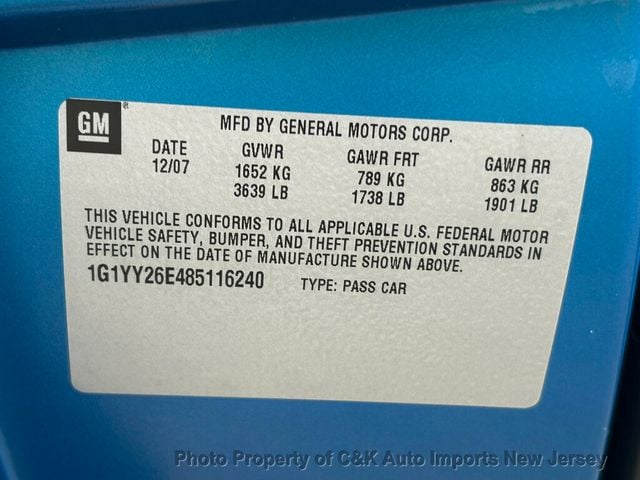 GM®
MFD BY GENERAL MOTORS CORP.
DATE GVWR GAWR FRT GAWR RR
12/07 1652 KG 789 KG 863 KG
3639 LB 1738 LB 1901 LB
THIS VEHICLE CONFORMS TO ALL APPLICABLE U.S. FEDERAL MOTOR
VEHICLE SAFETY, BUMPER, AND THEFT PREVENTION STANDARDS IN
EFFECT ON THE DATE OF MANUFACTURE SHOWN ABOVE.
1G1YY26E485116240 TYPE: PASS CAR
Photo Property of C&K Auto Imports New Jersey